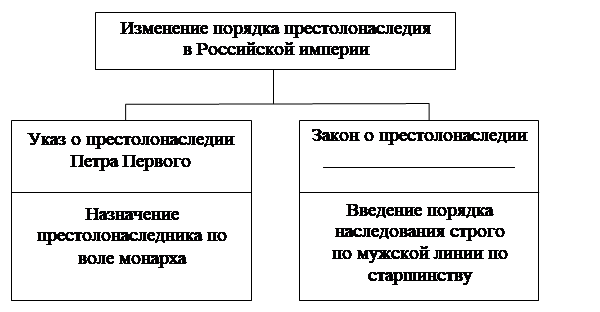 Изменение порядка престолонаследия
в Российской империи
Указ о престолонаследии
Петра Первого
Назначение
престолонаследника по
воле монарха
Закон о престолонаследии
____________________
Введение порядка
наследования строго
по мужской линии по
старшинству